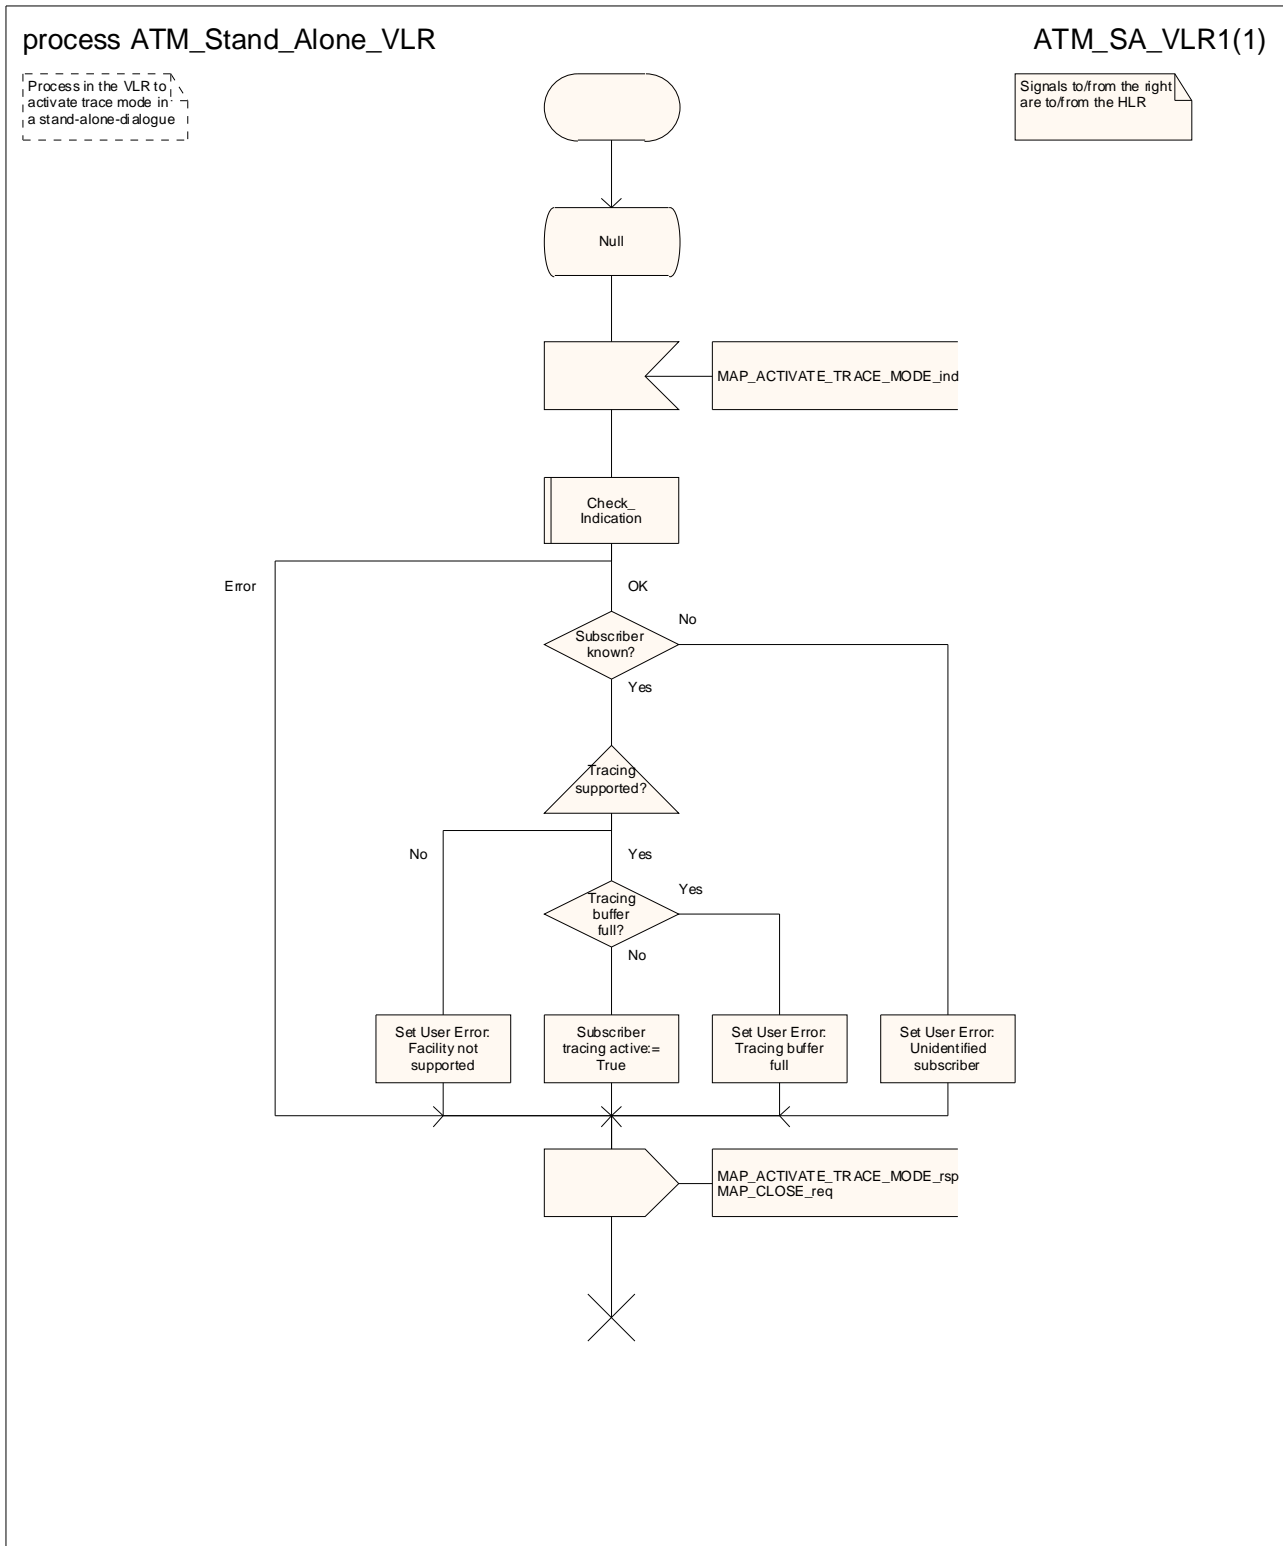 process ATM_Stand_Alone_VLR
ATM_SA_VLR1(1)
Process in the VLR to
activate trace mode in
a stand-alone-dialogue
Signals to/from the right
are to/from the HLR
Null
MAP_ACTIVATE_TRACE_MODE_ind
Check_
Indication
Error
OK
No
Subscriber
known?
Yes
Tracing
supported?
No
Yes
Yes
Tracing
buffer
full?
No
Set User Error:
Facility not
supported
Subscriber
tracing active:=
True
Set User Error:
Tracing buffer
full
Set User Error:
Unidentified
subscriber
MAP_ACTIVATE_TRACE_MODE_rsp
MAP_CLOSE_req